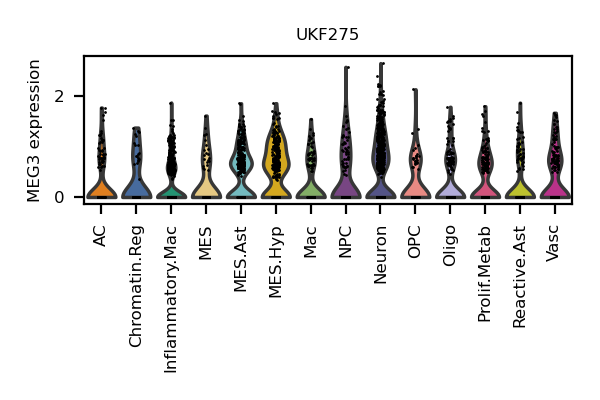 UKF275
MEG3 expression
2
0
AC
Chromatin.Reg
Inflammatory.Mac
MES
MES.Ast
MES.Hyp
Mac
NPC
Neuron
OPC
Oligo
Prolif.Metab
Reactive.Ast
Vasc